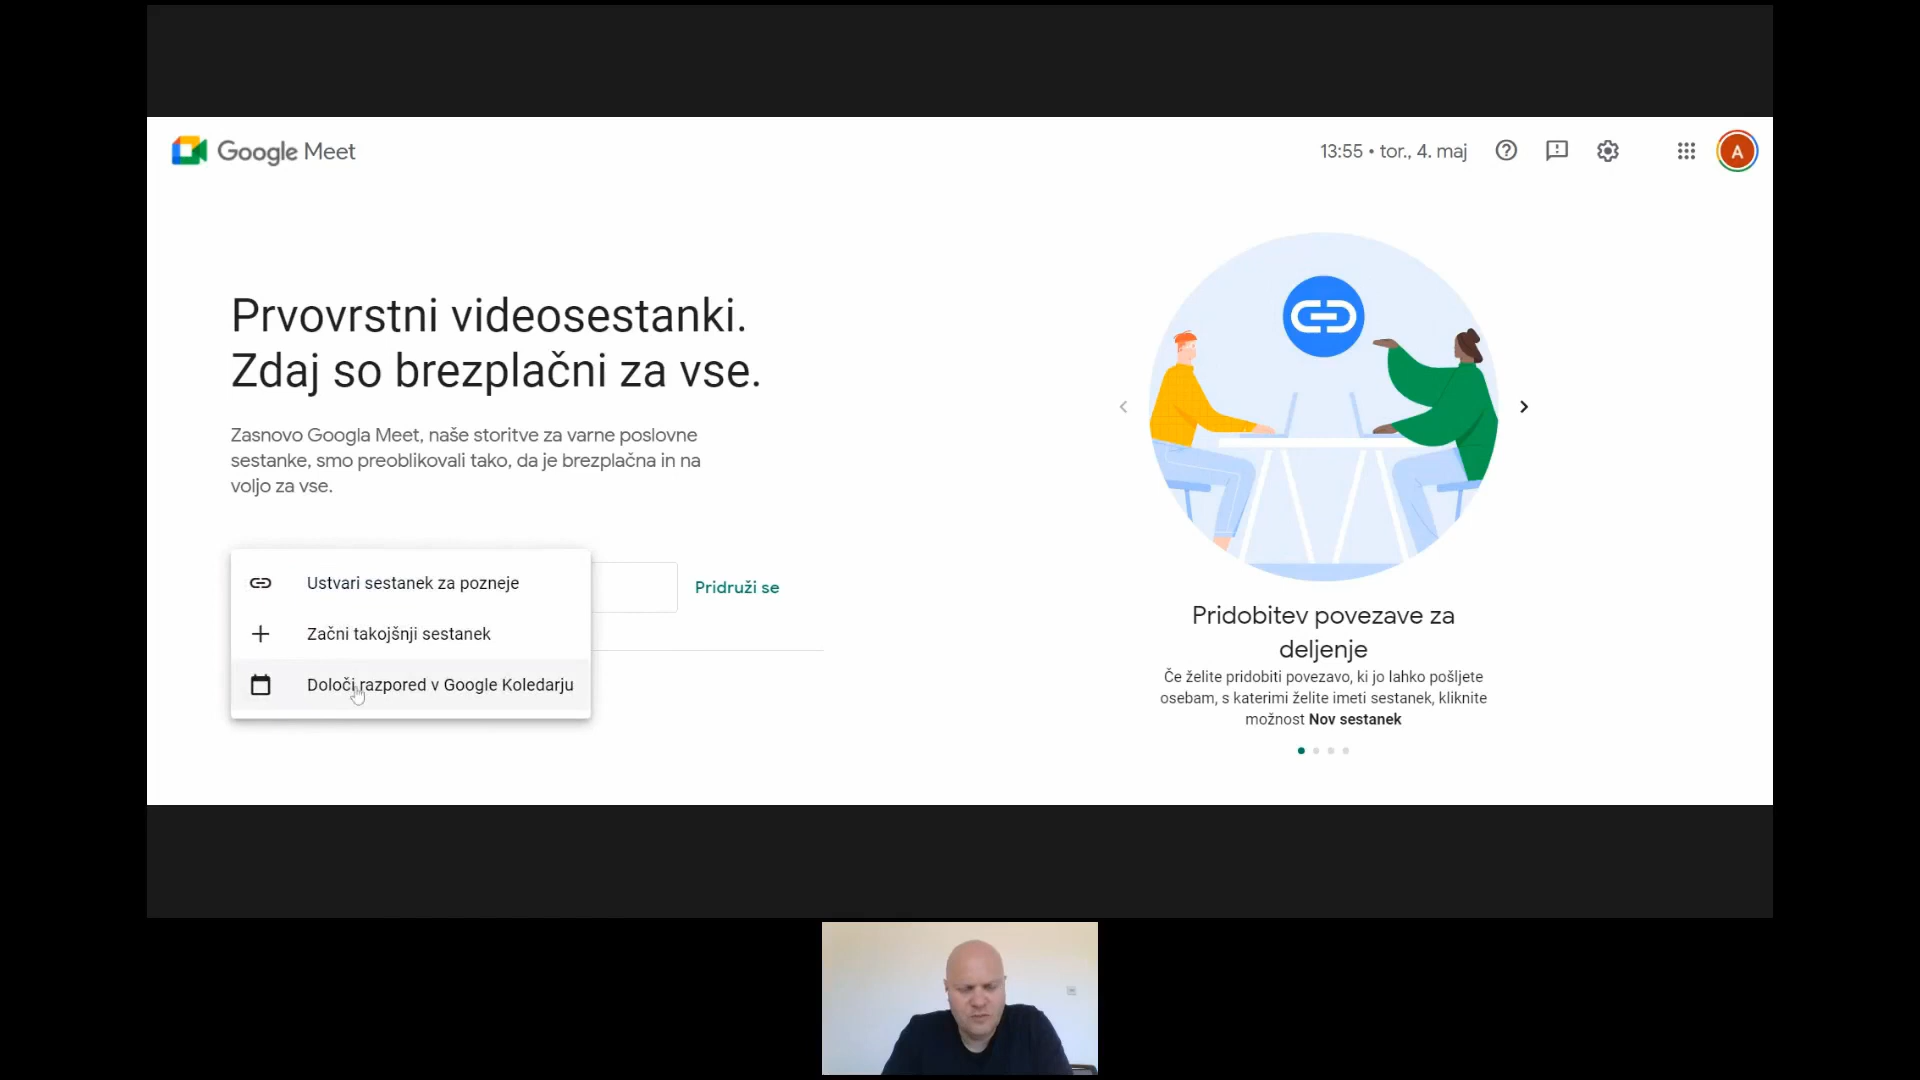 Google Meet
13:55 • tor., 4. maj
A
Prvovrstni videosestanki.
Zdaj so brezplačni za vse.
Zasnovo Googla Meet, naše storitve za varne poslovne
sestanke, smo preoblikovali tako, da je brezplačna in na
voljo za vse.
Ustvari sestanek za pozneje
Začni takojšnji sestanek
Določi razpored v Google Koledarju
Pridruži se
Pridobitev povezave za
deljenje
Če želite pridobiti povezavo, ki jo lahko pošljete
osebam, s katerimi želite imeti sestanek, kliknite
možnost Nov sestanek